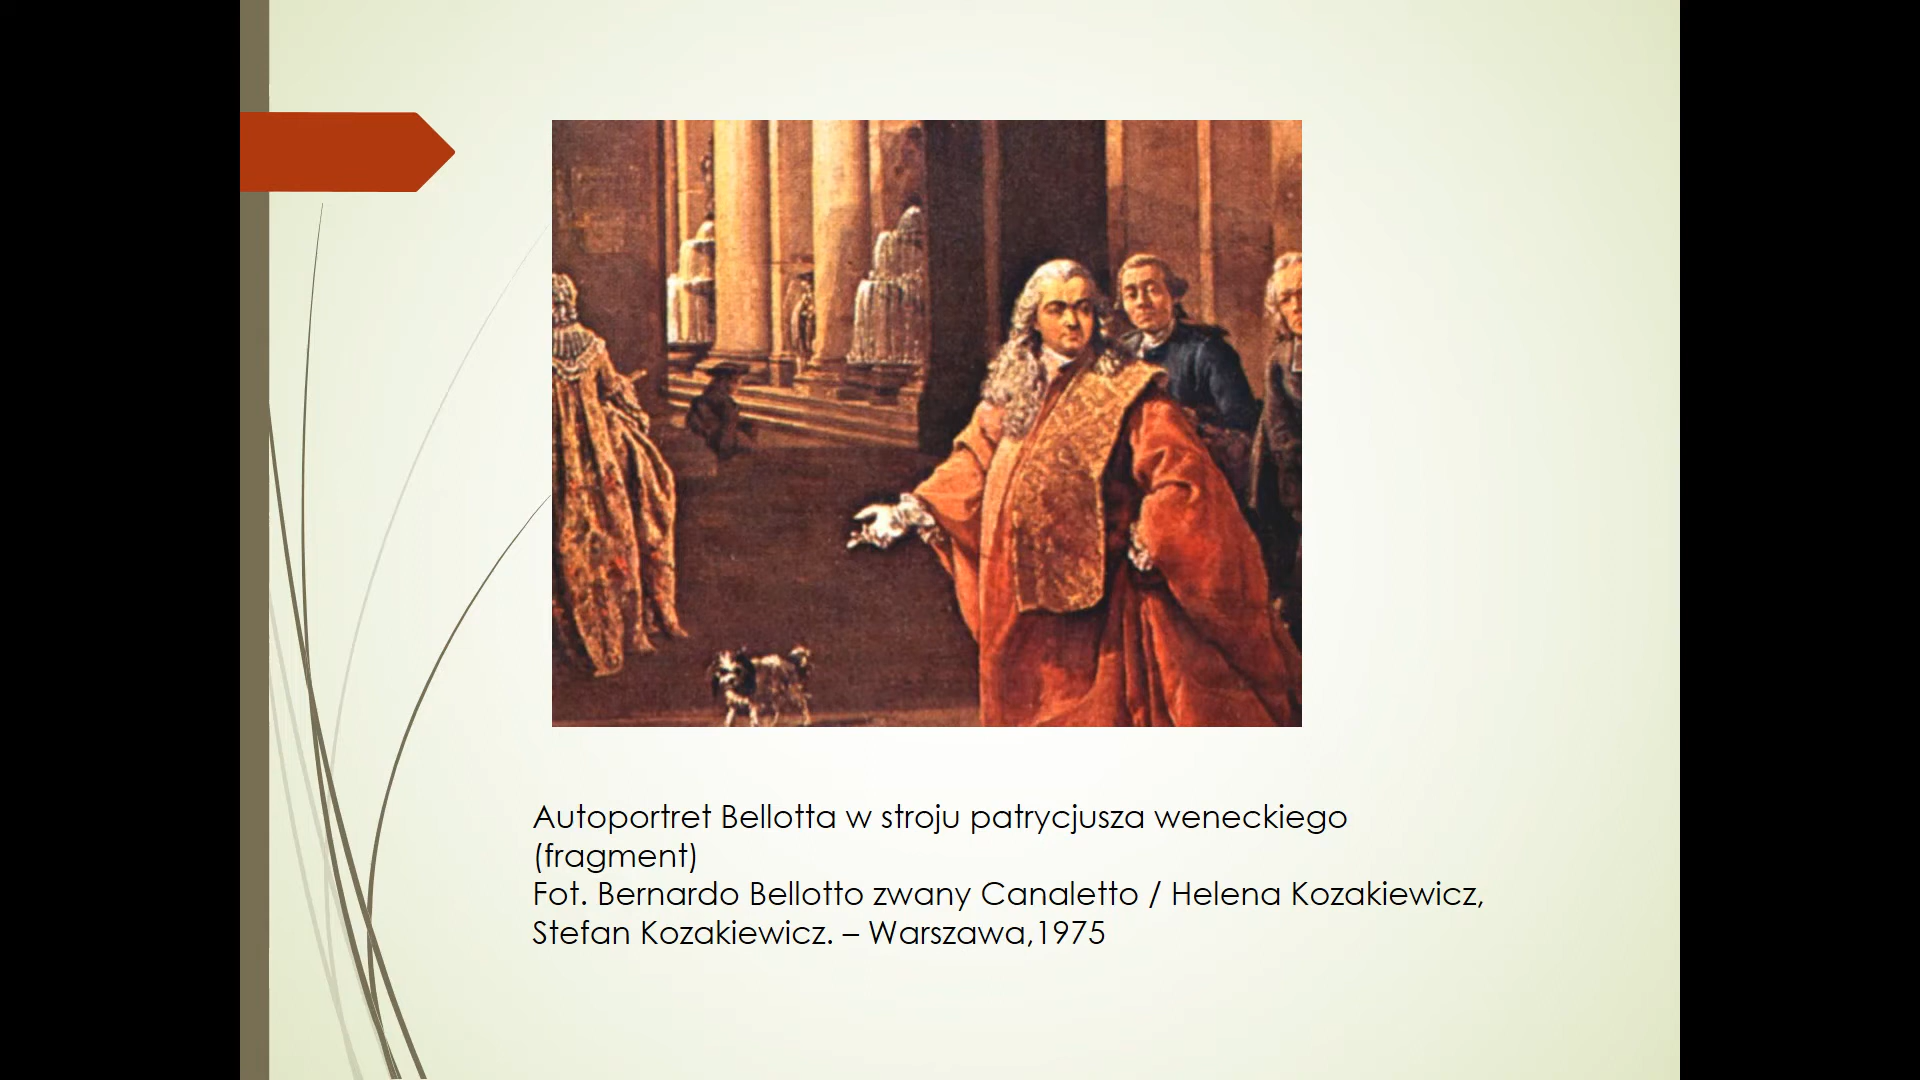 Autoportret Bellotta w stroju patrycjusza weneckiego
(fragment)
Fot. Bernardo Bellotto zwany Canaletto / Helena Kozakiewicz,
Stefan Kozakiewicz. – Warszawa,1975